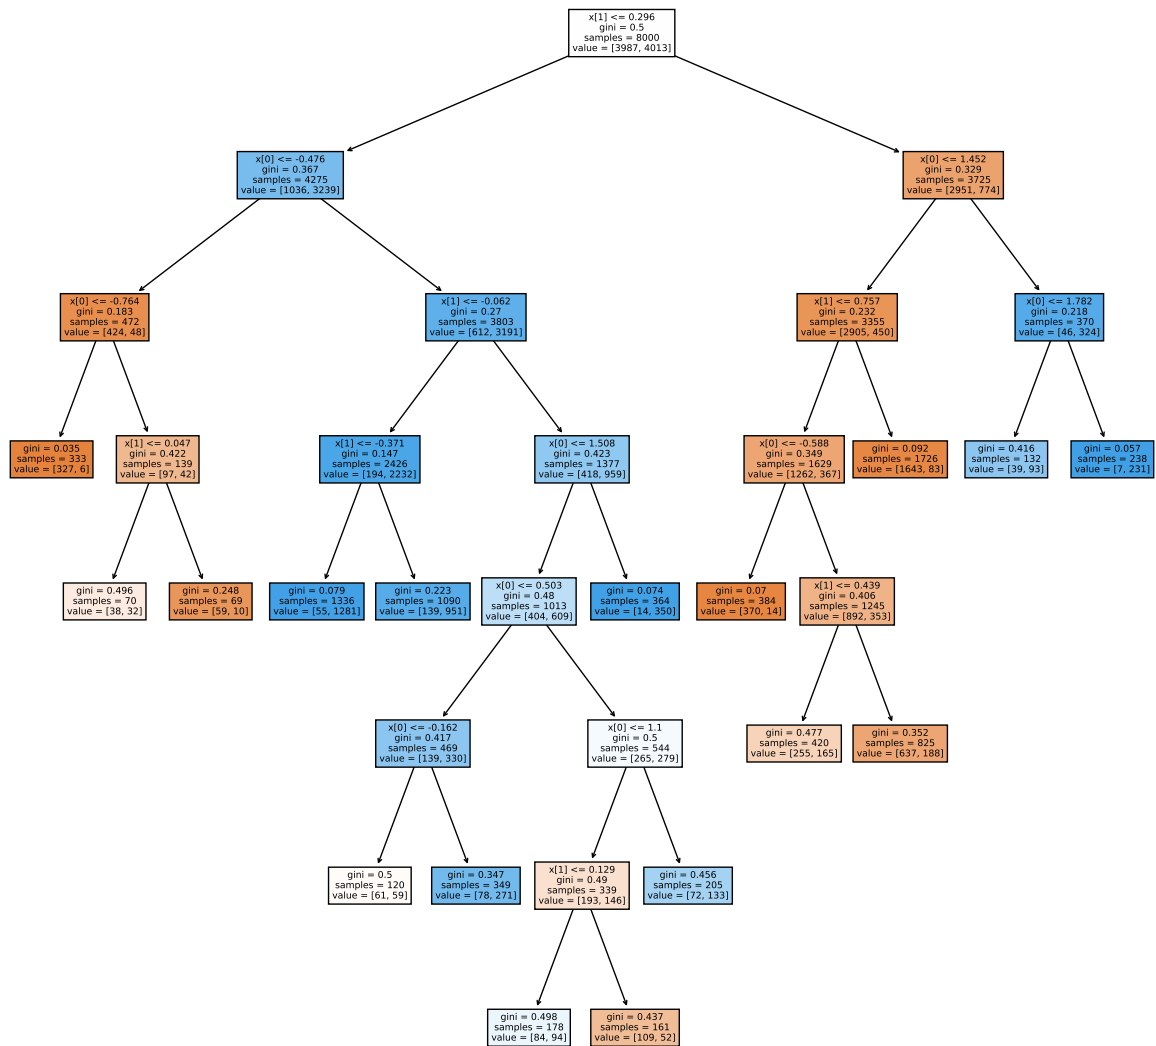 x[1] <= 0.296
gini = 0.5
samples = 8000
value = [3987, 4013]
x[0] <= -0.476
gini = 0.367
samples = 4275
value = [1036, 3239]
x[0] <= 1.452
gini = 0.329
samples = 3725
value = [2951, 774]
x[0] <= -0.764
gini = 0.183
samples = 472
value = [424, 48]
x[1] <= -0.062
gini = 0.27
samples = 3803
value = [612, 3191]
x[1] <= 0.757
gini = 0.232
samples = 3355
value = [2905, 450]
x[0] <= 1.782
gini = 0.218
samples = 370
value = [46, 324]
gini = 0.035
samples = 333
value = [327, 6]
x[1] <= 0.047
gini = 0.422
samples = 139
value = [97, 42]
x[1] <= -0.371
gini = 0.147
samples = 2426
value = [194, 2232]
x[0] <= 1.508
gini = 0.423
samples = 1377
value = [418, 959]
x[0] <= -0.588
gini = 0.349
samples = 1629
value = [1262, 367]
gini = 0.092
samples = 1726
value = [1643, 83]
gini = 0.416
samples = 132
value = [39, 93]
gini = 0.057
samples = 238
value = [7, 231]
gini = 0.496
samples = 70
value = [38, 32]
gini = 0.248
samples = 69
value = [59, 10]
gini = 0.079
samples = 1336
value = [55, 1281]
gini = 0.223
samples = 1090
value = [139, 951]
x[0] <= 0.503
gini = 0.48
samples = 1013
value = [404, 609]
gini = 0.074
samples = 364
value = [14, 350]
gini = 0.07
samples = 384
value = [370, 14]
x[1] <= 0.439
gini = 0.406
samples = 1245
value = [892, 353]
x[0] <= -0.162
gini = 0.417
samples = 469
value = [139, 330]
x[0] <= 1.1
gini = 0.5
samples = 544
value = [265, 279]
gini = 0.477
samples = 420
value = [255, 165]
gini = 0.352
samples = 825
value = [637, 188]
gini = 0.5
samples = 120
value = [61, 59]
gini = 0.347
samples = 349
value = [78, 271]
x[1] <= 0.129
gini = 0.49
samples = 339
value = [193, 146]
gini = 0.456
samples = 205
value = [72, 133]
gini = 0.498
samples = 178
value = [84, 94]
gini = 0.437
samples = 161
value = [109, 52]